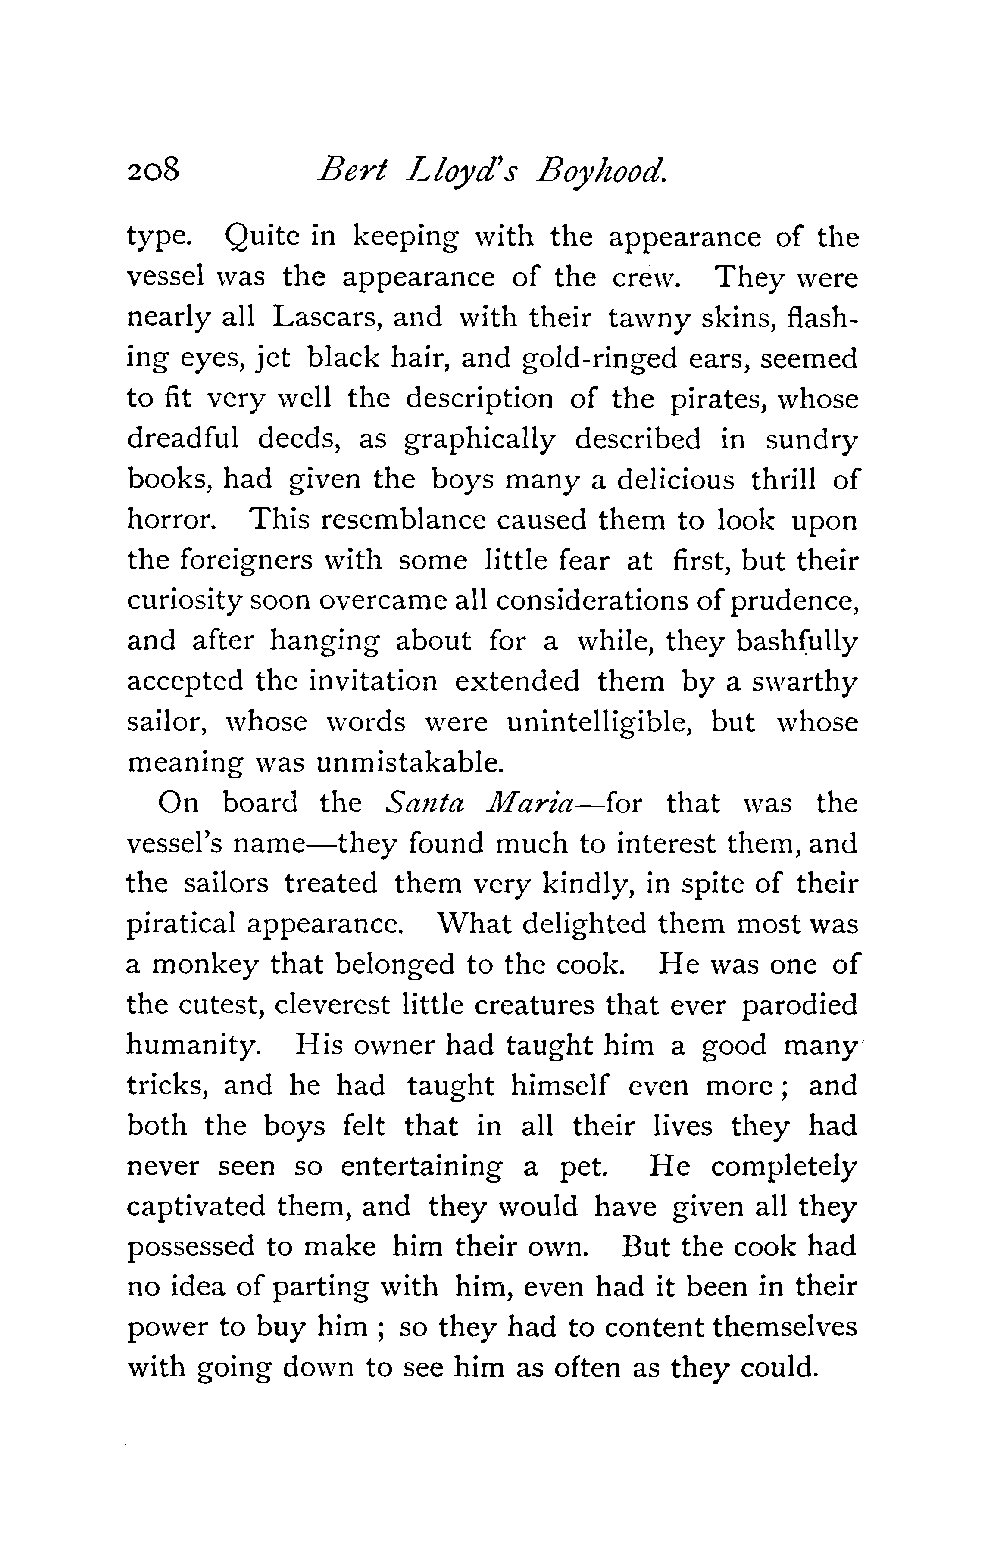 208 Bert Lloyd's Boyhood.
type. Quite in keeping with the appearance of the
vessel was the appearance of the crew. They were
nearly all Lascars, and with their tawny skins, flash-
ing eyes, jet black hair, and gold-ringed ears, seemed
to fit very well the description of the pirates, whose
dreadful deeds, as graphically described in sundry
books, had given the boys many a delicious thrill of
horror. This resemblance caused them to look upon
the foreigners with some little fear at first, but their
curiosity soon overcame all considerations of prudence,
and after hanging about for a while, they bashfully
accepted the invitation extended them by a swarthy
sailor, whose words were unintelligible, but whose
meaning was unmistakable.
On board the Santa Maria—for that was the
vessel's name—they found much to interest them, and
the sailors treated them very kindly, in spite of their
piratical appearance. What delighted them most was
a monkey that belonged to the cook. He was one of
the cutest, cleverest little creatures that ever parodied
humanity. His owner had taught him a good many
tricks, and he had taught himself even more ; and
both the boys felt that in all their lives they had
never seen so entertaining a pet. He completely
captivated them, and they would have given all they
possessed to make him their own. But the cook had
no idea of parting with him, even had it been in their
power to buy him ; so they had to content themselves
with going down to see him as often as they could.